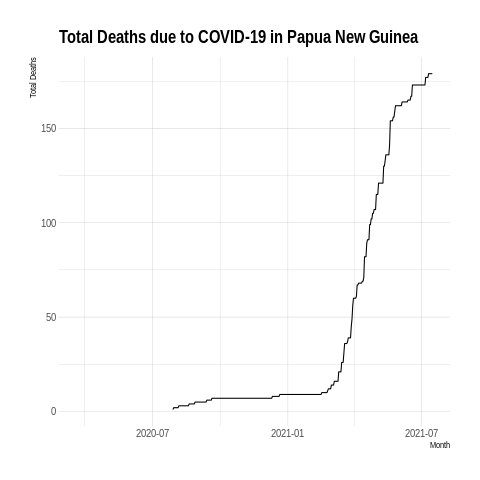 Total Deaths due to COVID-19 in Papua New Guinea
Total Deaths
150
100
50
0
2020-07 2021-01 2021-07
Month